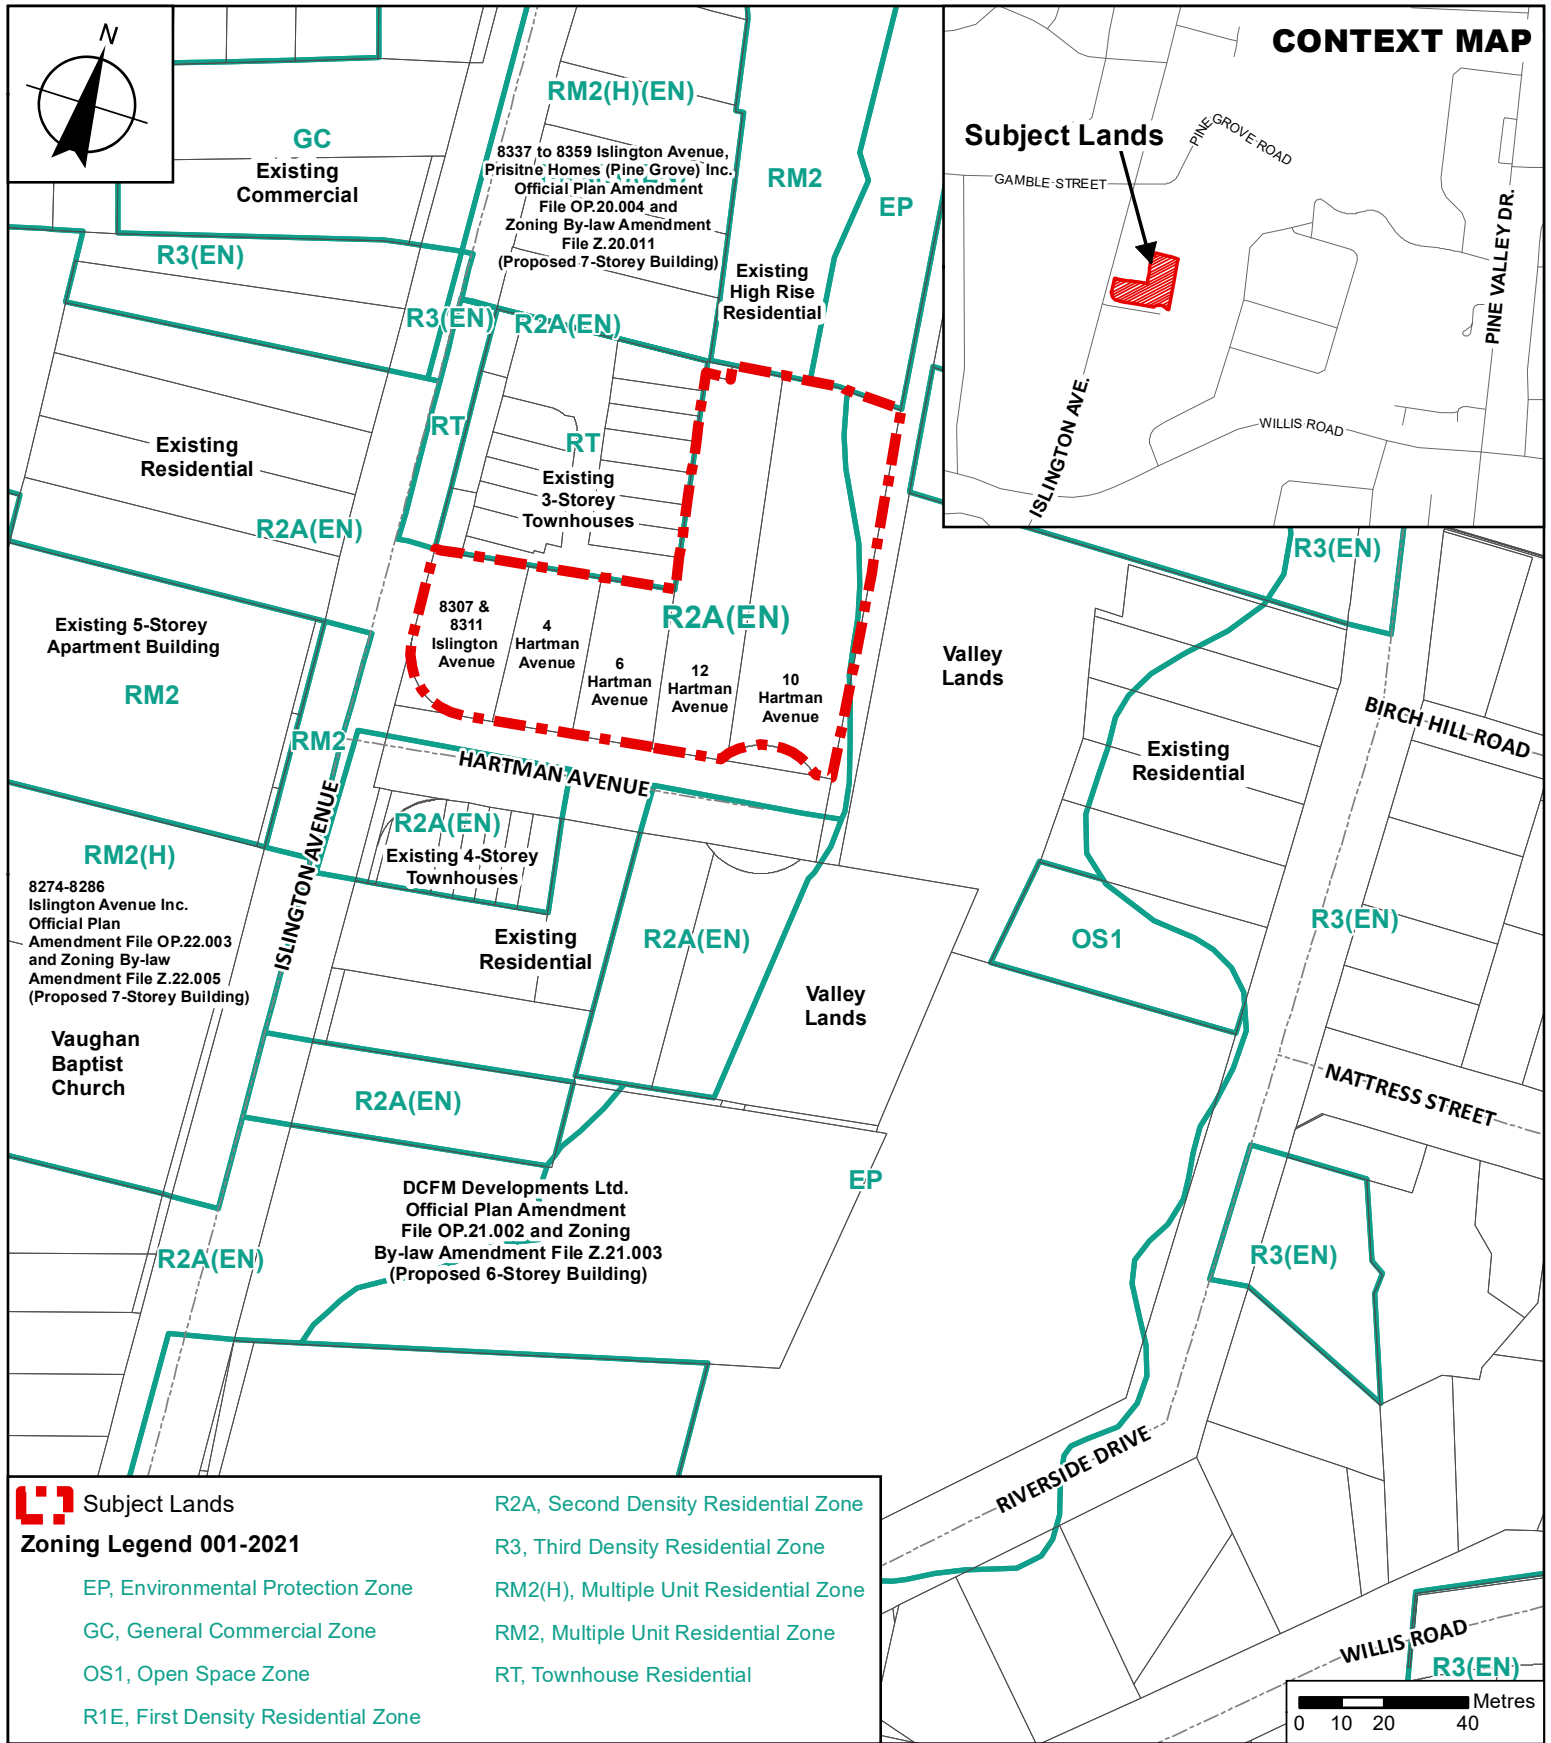 N
CONTEXT MAP
Subject Lands
PINE GROVE ROAD
GAMBLE STREET
PINE VALLEY DR.
ISLINGTON AVE.
WILLIS ROAD
GC
Existing
Commercial
RM2(H)(EN)
8337 to 8359 Islington Avenue,
Prisitne Homes (Pine Grove) Inc.
Official Plan Amendment
File OP.20.004 and
Zoning By-law Amendment
File Z.20.011
(Proposed 7-Storey Building)
RM2
EP
R3(EN)
Existing
High Rise
Residential
R3(EN)
R2A(EN)
RT
RT
Existing
3-Storey
Townhouses
Existing
Residential
R2A(EN)
R3(EN)
8307 &
8311
Islington
Avenue
4
Hartman
Avenue
6
Hartman
Avenue
12
Hartman
Avenue
10
Hartman
Avenue
R2A(EN)
Existing 5-Storey
Apartment Building
RM2
RM2
Valley
Lands
Existing
Residential
BIRCH HILL ROAD
HARTMAN AVENUE
ISLINGTON AVENUE
R2A(EN)
Existing 4-Storey
Townhouses
RM2(H)
8274-8286
Islington Avenue Inc.
Official Plan
Amendment File OP.22.003
and Zoning By-law
Amendment File Z.22.005
(Proposed 7-Storey Building)
Vaughan
Baptist
Church
Existing
Residential
R2A(EN)
OS1
R3(EN)
Valley
Lands
R2A(EN)
NATTRESS STREET
EP
DCFM Developments Ltd.
Official Plan Amendment
File OP.21.002 and Zoning
By-law Amendment File Z.21.003
(Proposed 6-Storey Building)
R2A(EN)
R3(EN)
RIVERSIDE DRIVE
WILLIS ROAD
R3(EN)
Subject Lands
Zoning Legend 001-2021
EP, Environmental Protection Zone
GC, General Commercial Zone
OS1, Open Space Zone
R1E, First Density Residential Zone
R2A, Second Density Residential Zone
R3, Third Density Residential Zone
RM2(H), Multiple Unit Residential Zone
RM2, Multiple Unit Residential Zone
RT, Townhouse Residential
Metres
0 10 20 40